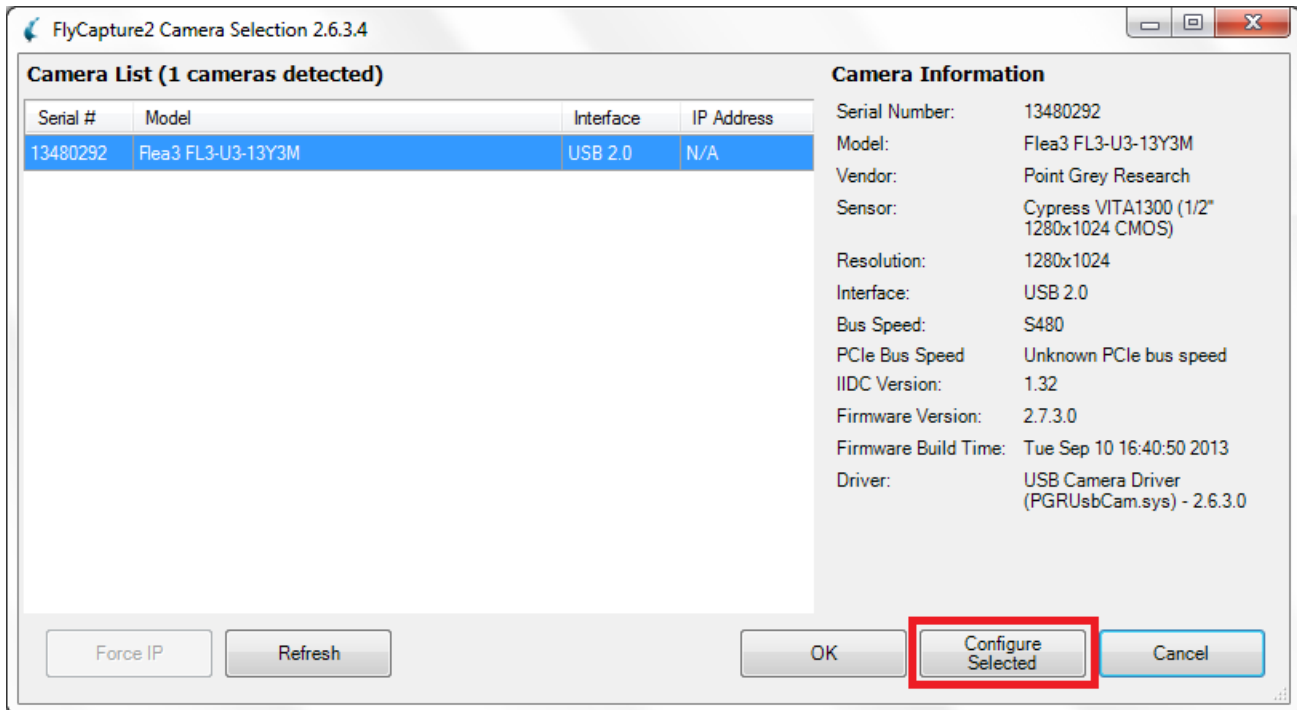 FlyCapture2 Camera Selection 2.6.3.4
Camera List (1 cameras detected)
Serial # Model Interface IP Address
13480292 Flea3 FL3-U3-13Y3M USB 2.0 N/A
Camera Information
Serial Number: 13480292
Model: Flea3 FL3-U3-13Y3M
Vendor: Point Grey Research
Sensor: Cypress VITA1300 (1/2"
1280x1024 CMOS)
Resolution: 1280x1024
Interface: USB 2.0
Bus Speed: S480
PCIe Bus Speed Unknown PCIe bus speed
IIDC Version: 1.32
Firmware Version: 2.7.3.0
Firmware Build Time: Tue Sep 10 16:40:50 2013
Driver: USB Camera Driver
(PGRUsbCam.sys) - 2.6.3.0
Force IP
Refresh
OK
Configure
Selected
Cancel